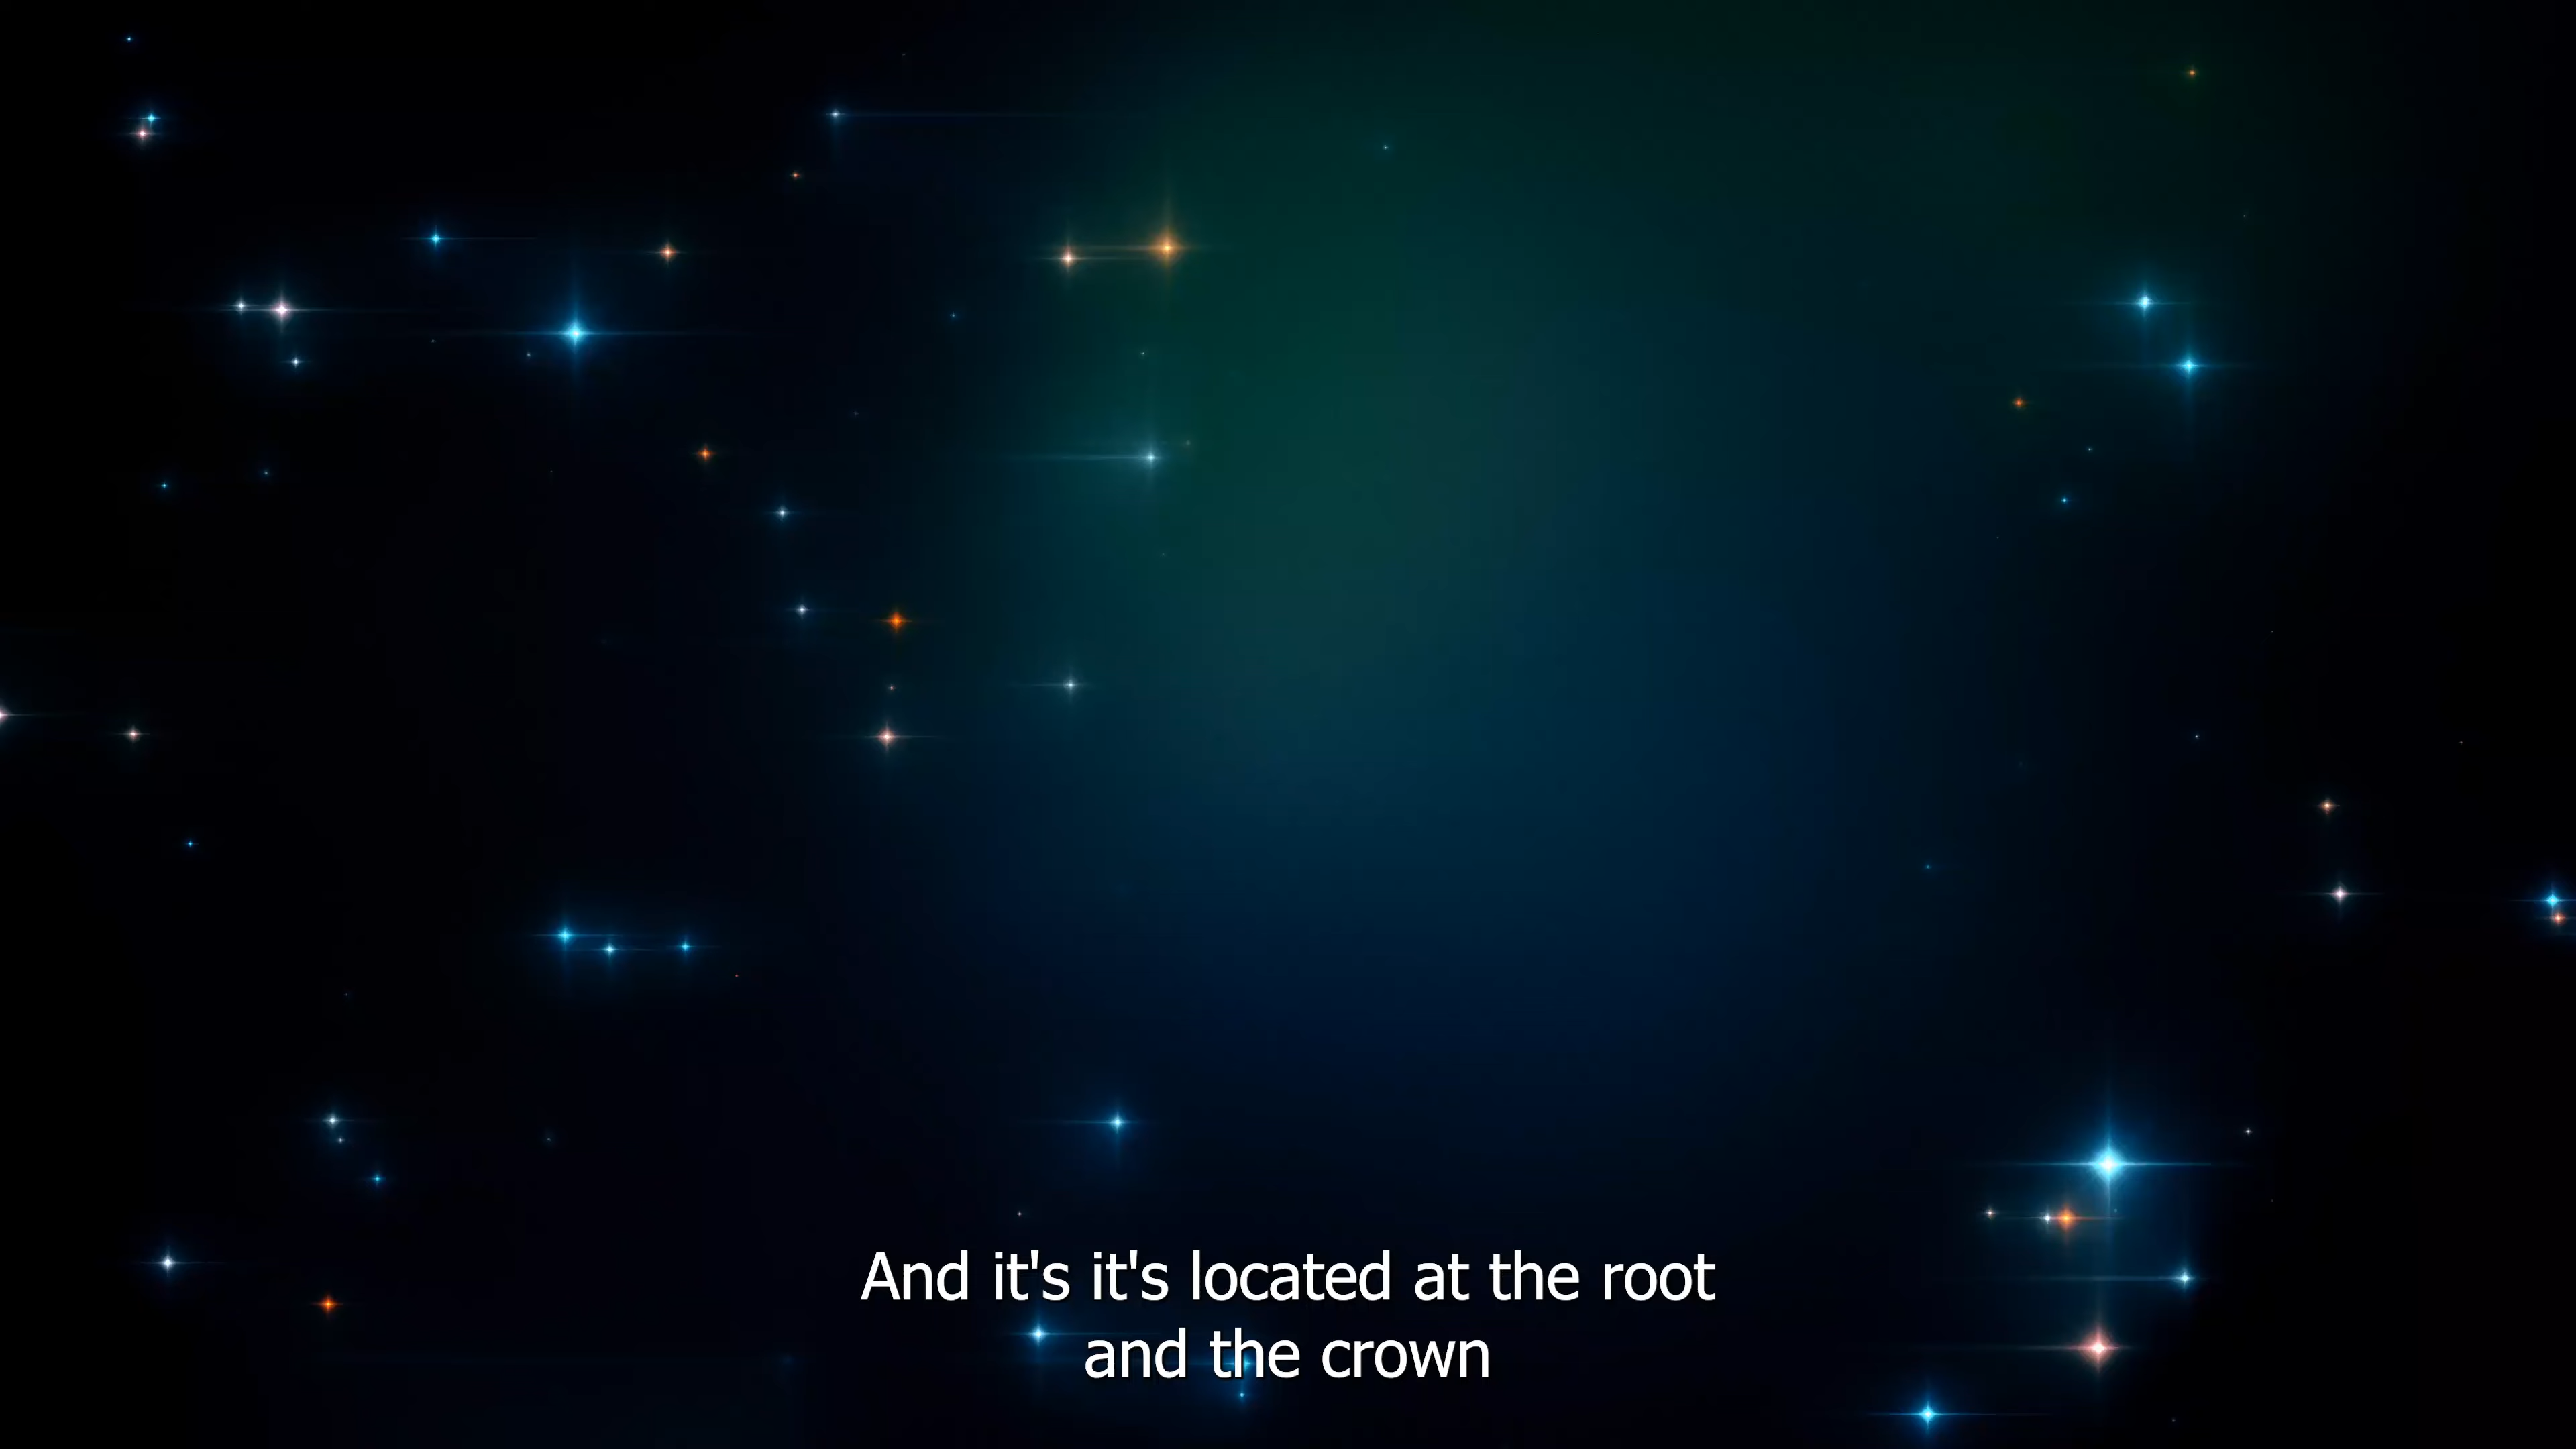 And it's it's located at the root
and the crown